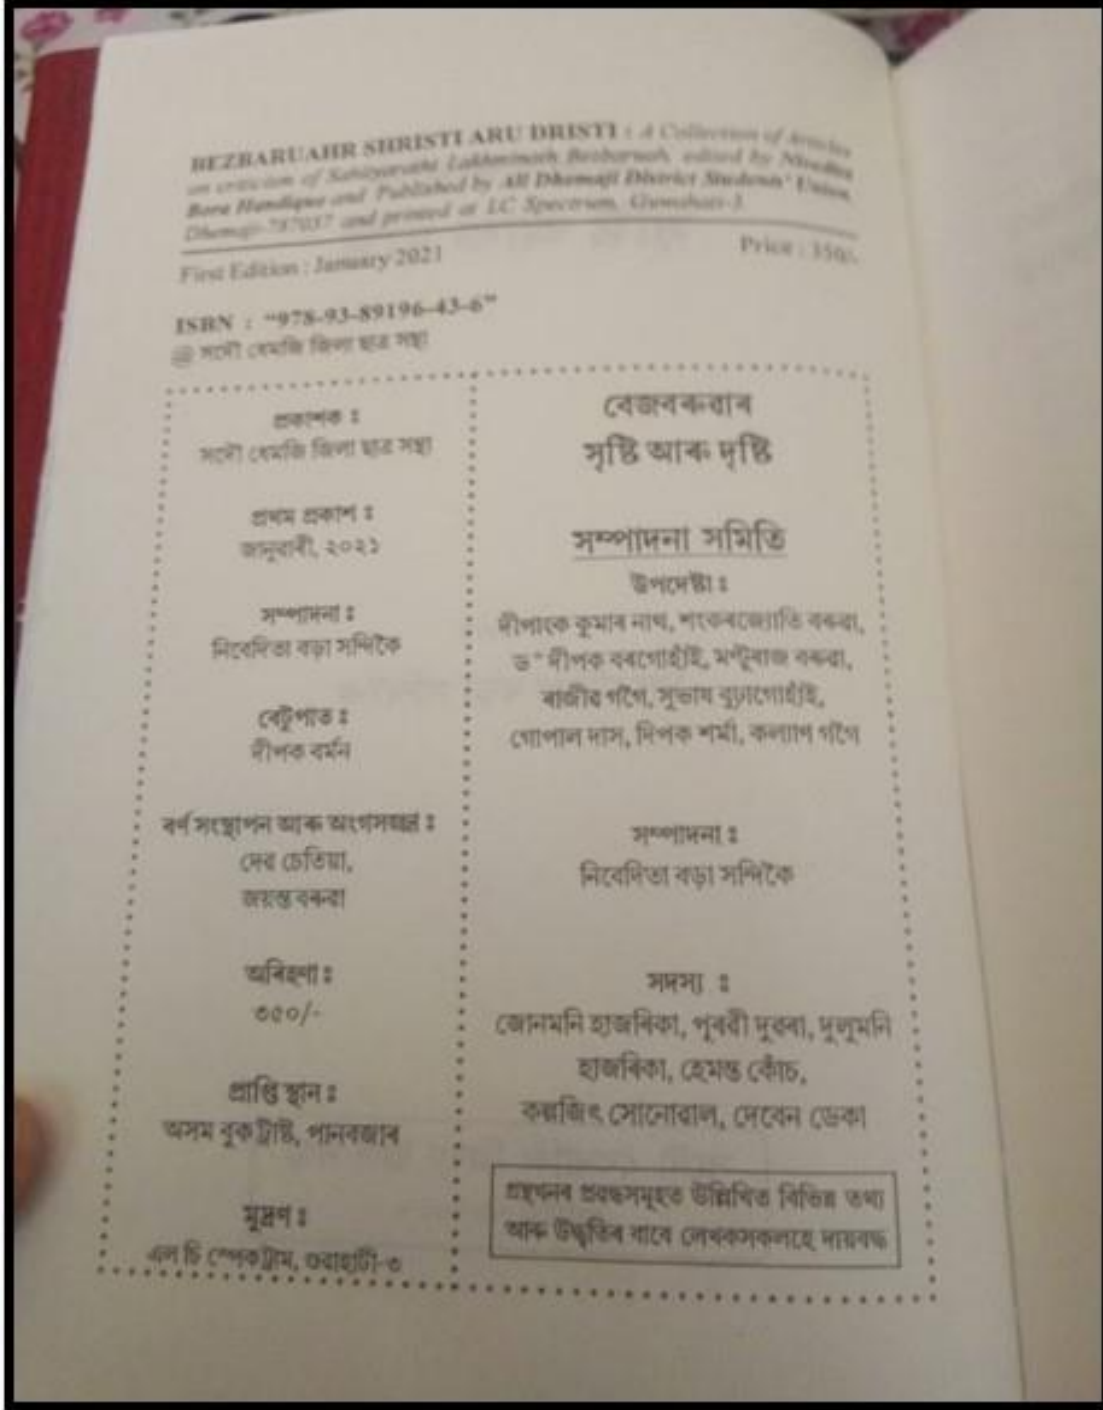 BEZBARUAHR SHRISTI ARU DRISTI : A Collection of Articles
on criticism of Sahityarathi Lakhminath Bezbaruah, edited by Nivedita
Bora Handique and Published by All Dhemaji District Students' Union,
Dhemaji-787057 and printed at LC Spectrum, Guwahati-3.
First Edition : January 2021
Price : 350/-
ISBN : "978-93-89196-43-6"
@ সদৌ ধেমাজি জিলা ছাত্ৰ সন্থা
প্ৰকাশক ঃ
সদৌ ধেমাজি জিলা ছাত্ৰ সন্থা
প্ৰথম প্ৰকাশ ঃ
জানুৱাৰী, ২০২১
সম্পাদনা ঃ
নিবেদিতা বড়া সন্দিকৈ
বেটুপাত ঃ
দীপক বৰ্মন
বৰ্ণ সংস্থাপন আৰু অংগসজ্জা ঃ
দেৱ চেতিয়া,
জয়ন্ত বৰুৱা
অৰিহণা ঃ
৩৫০/-
প্ৰাপ্তি স্থান ঃ
অসম বুক ট্ৰাষ্ট, পানবজাৰ
মুদ্ৰণ ঃ
এল চি স্পেকট্ৰাম, গুৱাহাটী-৩
বেজবৰুৱাৰ
সৃষ্টি আৰু দৃষ্টি
সম্পাদনা সমিতি
উপদেষ্টা ঃ
দীপাংকে কুমাৰ নাথ, শংকৰজ্যোতি বৰুৱা,
ড° দীপক বৰগোহাঁই, মণ্টুৰাজ বৰুৱা,
ৰাজীৱ গগৈ, সুভাষ বুঢ়াগোহাঁই,
গোপাল দাস, দিপক শৰ্মা, কল্যাণ গগৈ
সম্পাদনা ঃ
নিবেদিতা বড়া সন্দিকৈ
সদস্য ঃ
জোনমনি হাজৰিকা, পূৰবী দুৱৰা, দুলুমনি
হাজৰিকা, হেমন্ত কোঁচ,
কল্পজিৎ সোনোৱাল, দেবেন ডেকা
গ্ৰন্থখনৰ প্ৰবন্ধসমূহত উল্লিখিত বিভিন্ন তথ্য
আৰু উদ্ধৃতিৰ বাবে লেখকসকলহে দায়বদ্ধ